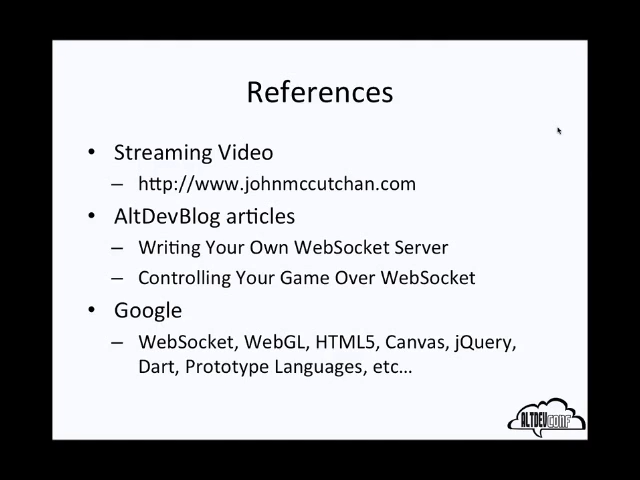 References
• Streaming Video
– http://www.johnmccutchan.com
• AltDevBlog articles
– Writing Your Own WebSocket Server
– Controlling Your Game Over WebSocket
• Google
– WebSocket, WebGL, HTML5, Canvas, jQuery,
Dart, Prototype Languages, etc...
ALTDEVCONF